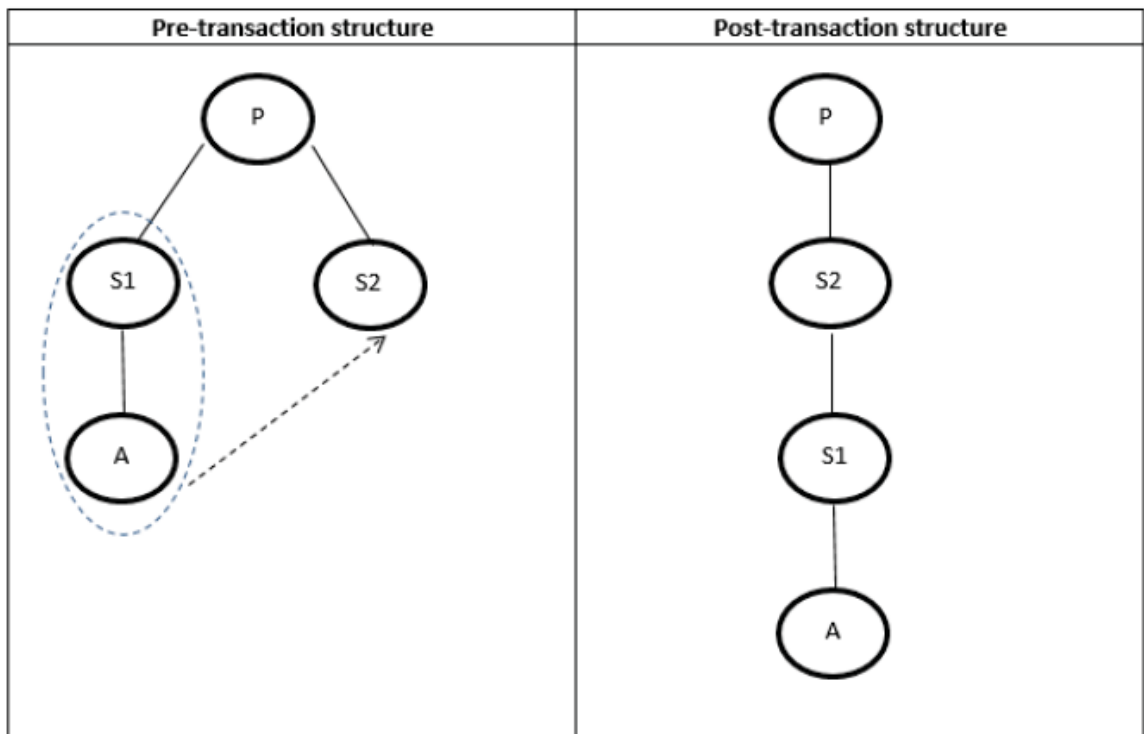 Pre-transaction structure
Post-transaction structure
P
S1
S2
A
P
S2
S1
A